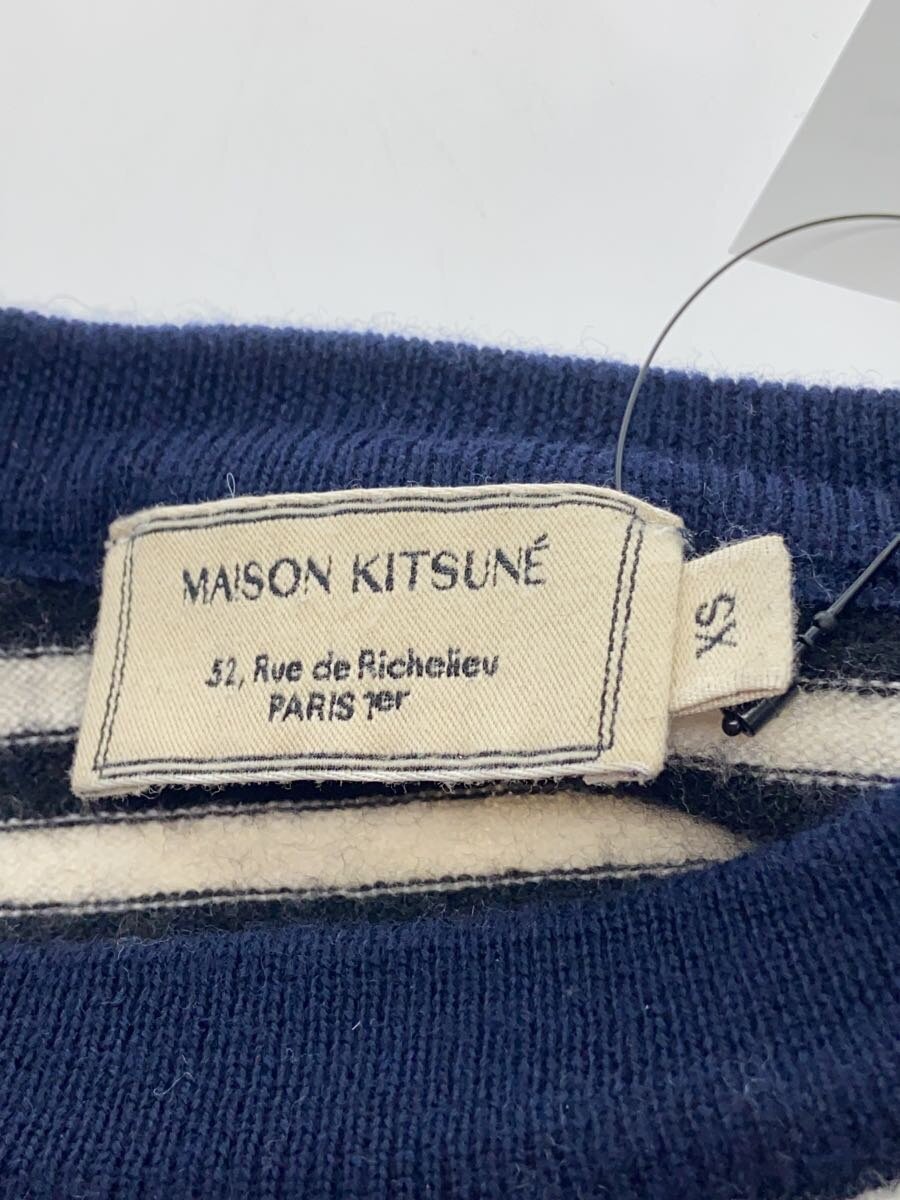 MAISON KITSUNÉ
52, Rue de Richelieu
PARIS 1er
XS